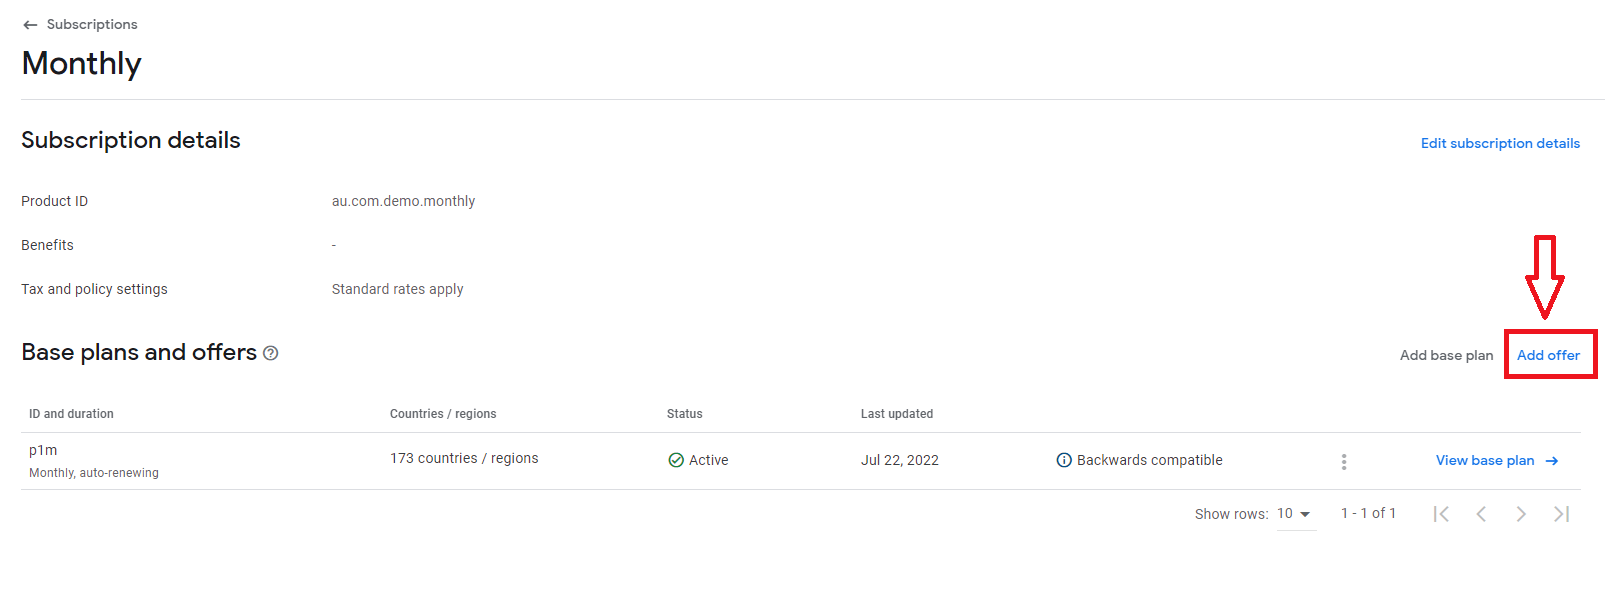 Subscriptions
Monthly
Subscription details
Edit subscription details
Product ID au.com.demo.monthly
Benefits -
Tax and policy settings Standard rates apply
Base plans and offers Add base plan Add offer
ID and duration Countries / regions Status Last updated
p1m
Monthly, auto-renewing 173 countries / regions Active Jul 22, 2022 Backwards compatible View base plan
Show rows: 10 1 - 1 of 1